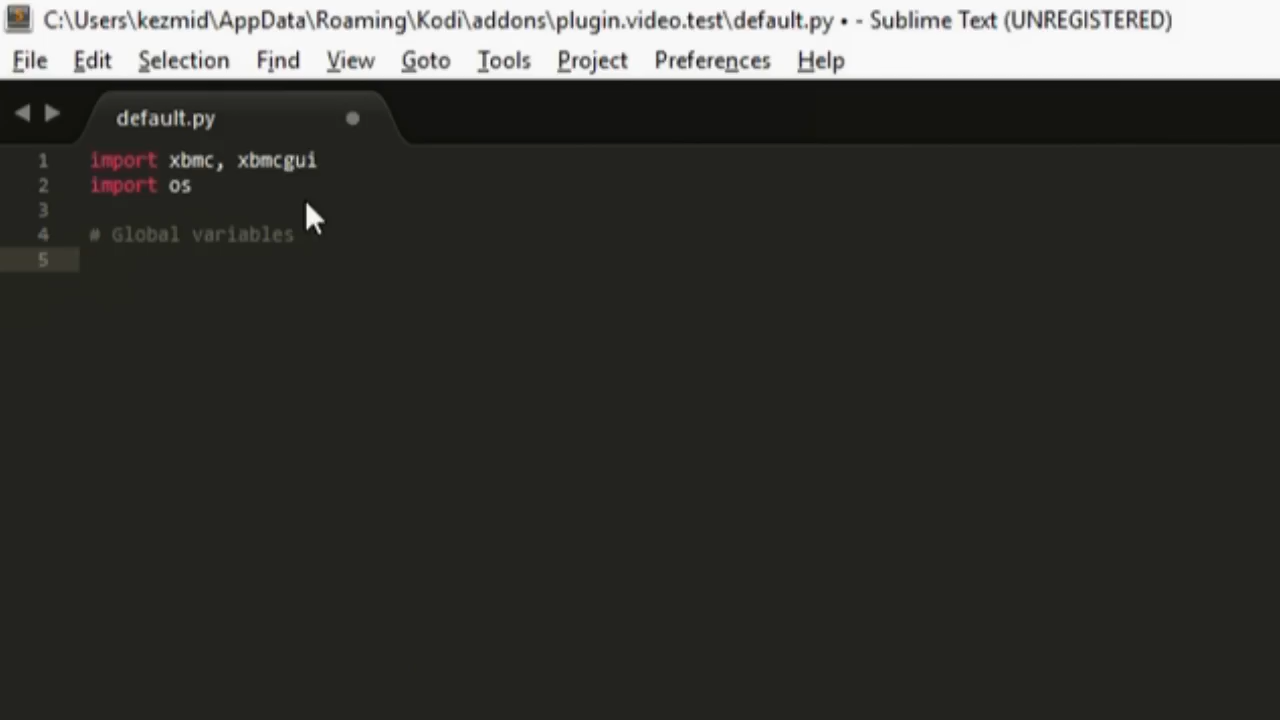 C:\Users\kezmid\AppData\Roaming\Kodi\addons\plugin.video.test\default.py • - Sublime Text (UNREGISTERED)
File Edit Selection Find View Goto Tools Project Preferences Help
default.py
1 import xbmc, xbmcgui
2 import os
3
4 # Global variables
5